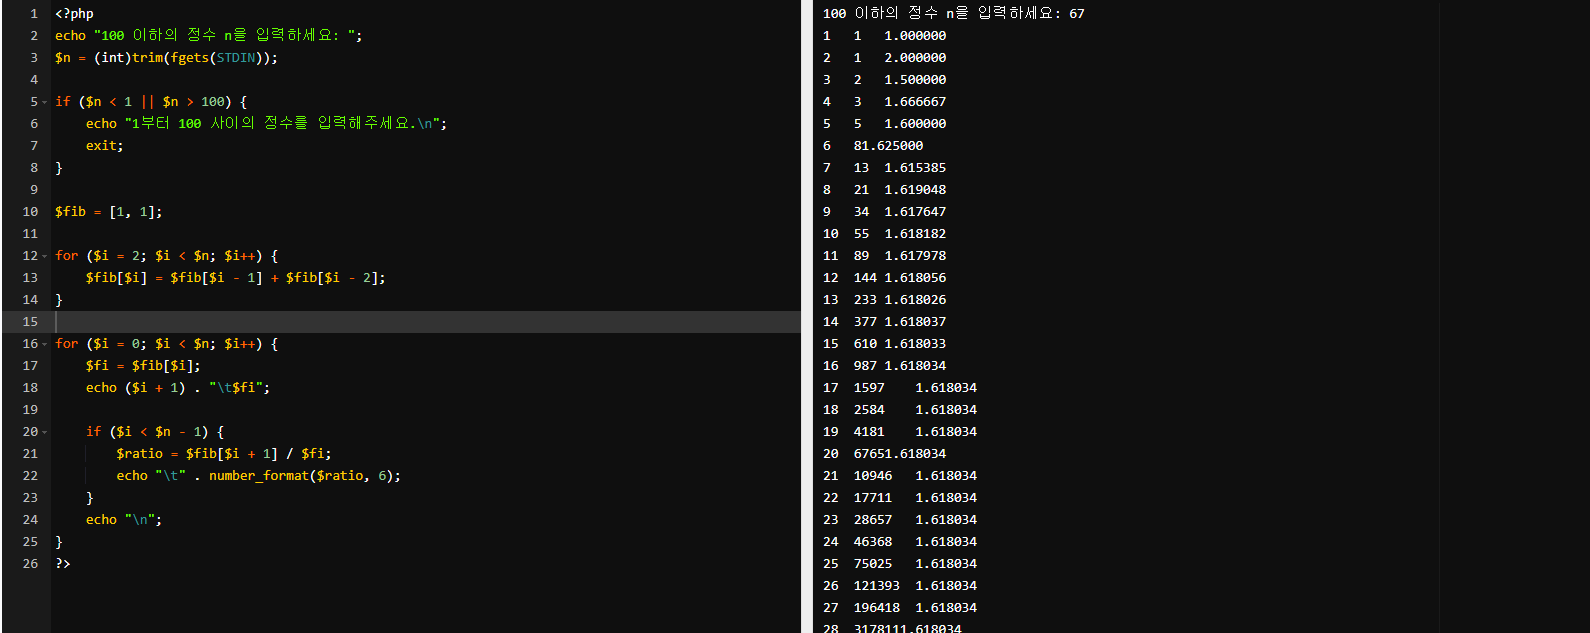 1 <?php
2 echo "100 이하의 정수 n을 입력하세요: ";
3 $n = (int)trim(fgets(STDIN));
4
5 if ($n < 1 || $n > 100) {
6 echo "1부터 100 사이의 정수를 입력해주세요.\n";
7 exit;
8 }
9
10 $fib = [1, 1];
11
12 for ($i = 2; $i < $n; $i++) {
13 $fib[$i] = $fib[$i - 1] + $fib[$i - 2];
14 }
15
16 for ($i = 0; $i < $n; $i++) {
17 $fi = $fib[$i];
18 echo ($i + 1) . "\t$fi";
19
20 if ($i < $n - 1) {
21 $ratio = $fib[$i + 1] / $fi;
22 echo "\t" . number_format($ratio, 6);
23 }
24 echo "\n";
25 }
26 ?>
100 이하의 정수 n을 입력하세요: 67
1 1 1.000000
2 1 2.000000
3 2 1.500000
4 3 1.666667
5 5 1.600000
6 81.625000
7 13 1.615385
8 21 1.619048
9 34 1.617647
10 55 1.618182
11 89 1.617978
12 144 1.618056
13 233 1.618026
14 377 1.618037
15 610 1.618033
16 987 1.618034
17 1597 1.618034
18 2584 1.618034
19 4181 1.618034
20 67651.618034
21 10946 1.618034
22 17711 1.618034
23 28657 1.618034
24 46368 1.618034
25 75025 1.618034
26 121393 1.618034
27 196418 1.618034
28 3178111.618034